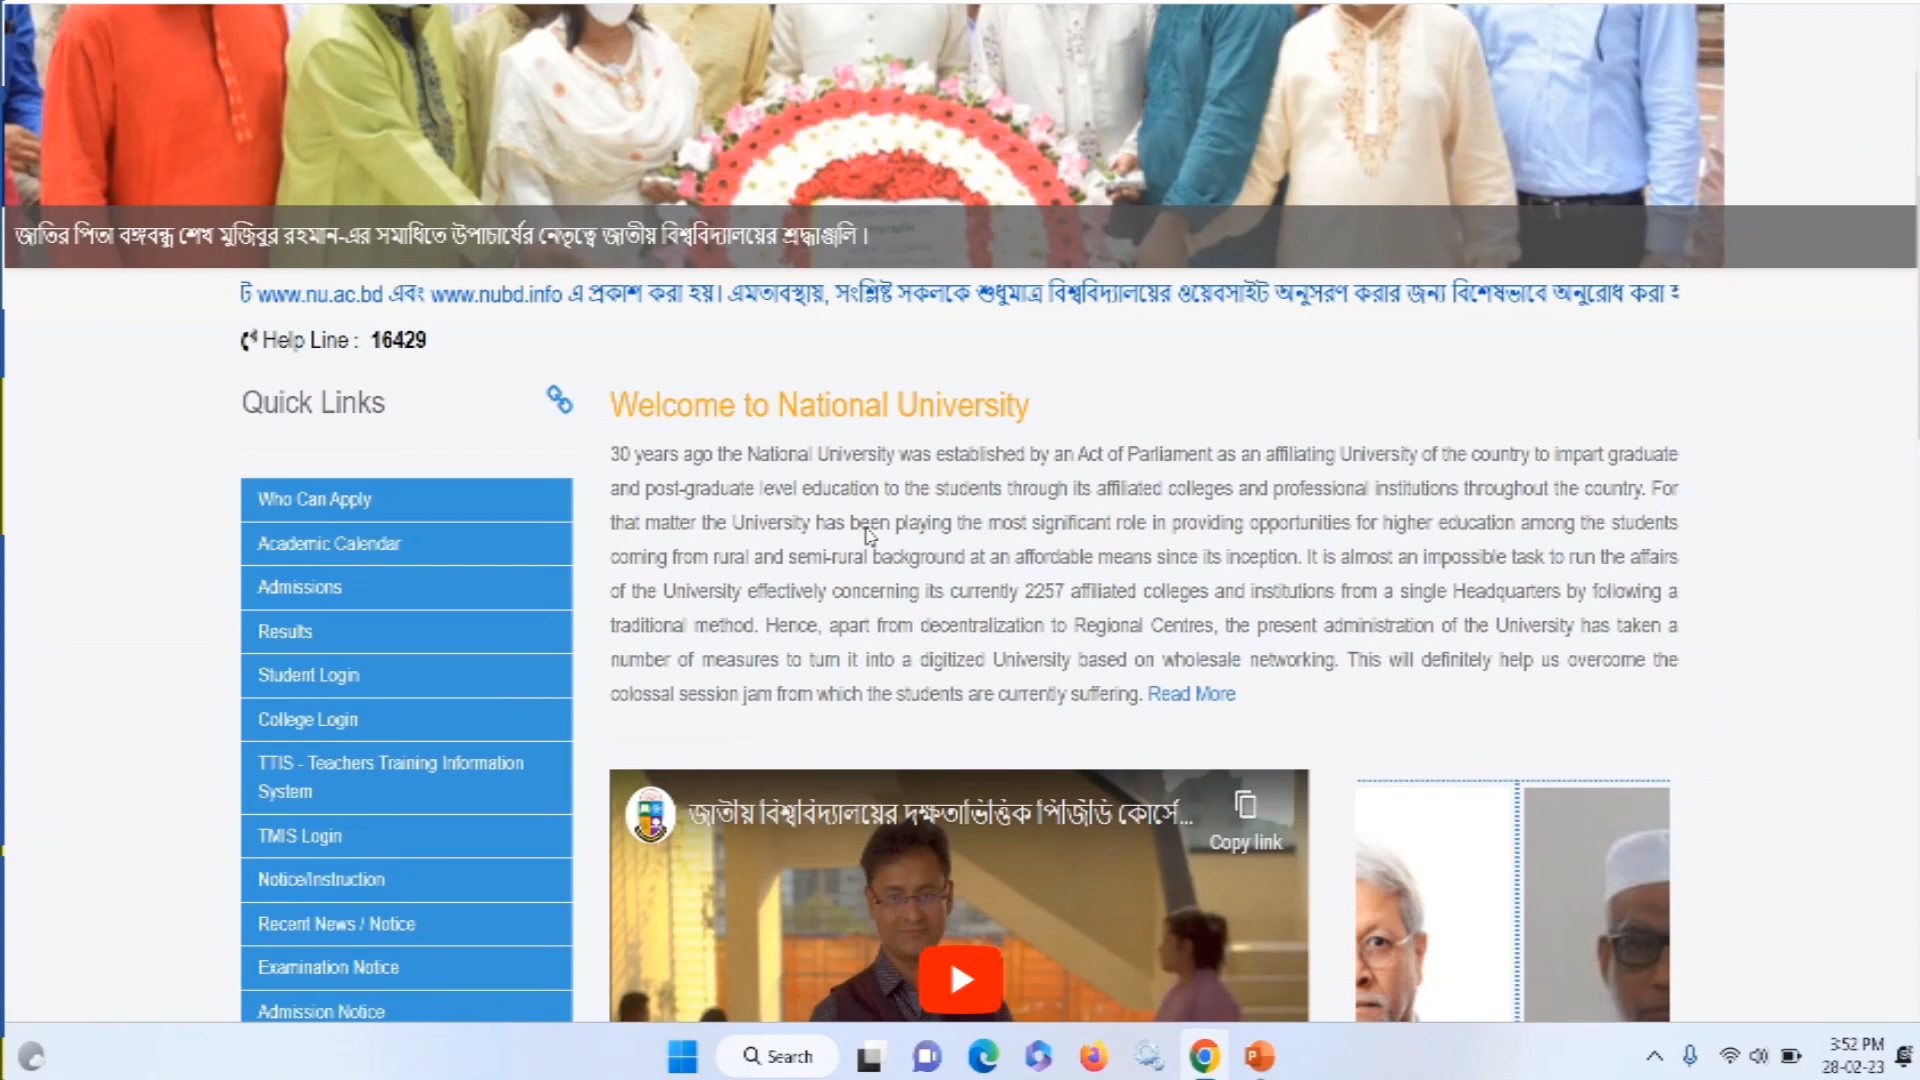 জাতির পিতা বঙ্গবন্ধু শেখ মুজিবুর রহমান-এর সমাধিতে উপাচার্যের নেতৃত্বে জাতীয় বিশ্ববিদ্যালয়ের শ্রদ্ধাঞ্জলি ।
ট www.nu.ac.bd এবং www.nubd.info এ প্রকাশ করা হয়। এমতাবস্থায়, সংশ্লিষ্ট সকলকে শুধুমাত্র বিশ্ববিদ্যালয়ের ওয়েবসাইট অনুসরণ করার জন্য বিশেষভাবে অনুরোধ করা
Help Line : 16429
Quick Links
Who Can Apply
Academic Calendar
Admissions
Results
Student Login
College Login
TTIS - Teachers Training Information
System
TMIS Login
Notice/Instruction
Recent News / Notice
Examination Notice
Admission Notice
Welcome to National University
30 years ago the National University was established by an Act of Parliament as an affiliating University of the country to impart graduate
and post-graduate level education to the students through its affiliated colleges and professional institutions throughout the country. For
that matter the University has been playing the most significant role in providing opportunities for higher education among the students
coming from rural and semi-rural background at an affordable means since its inception. It is almost an impossible task to run the affairs
of the University effectively concerning its currently 2257 affiliated colleges and institutions from a single Headquarters by following a
traditional method. Hence, apart from decentralization to Regional Centres, the present administration of the University has taken a
number of measures to turn it into a digitized University based on wholesale networking. This will definitely help us overcome the
colossal session jam from which the students are currently suffering. Read More
জাতীয় বিশ্ববিদ্যালয়ের দক্ষতাভিত্তিক পিজিডি কোর্সে...
Copy link
Search
3:52 PM
28-02-23